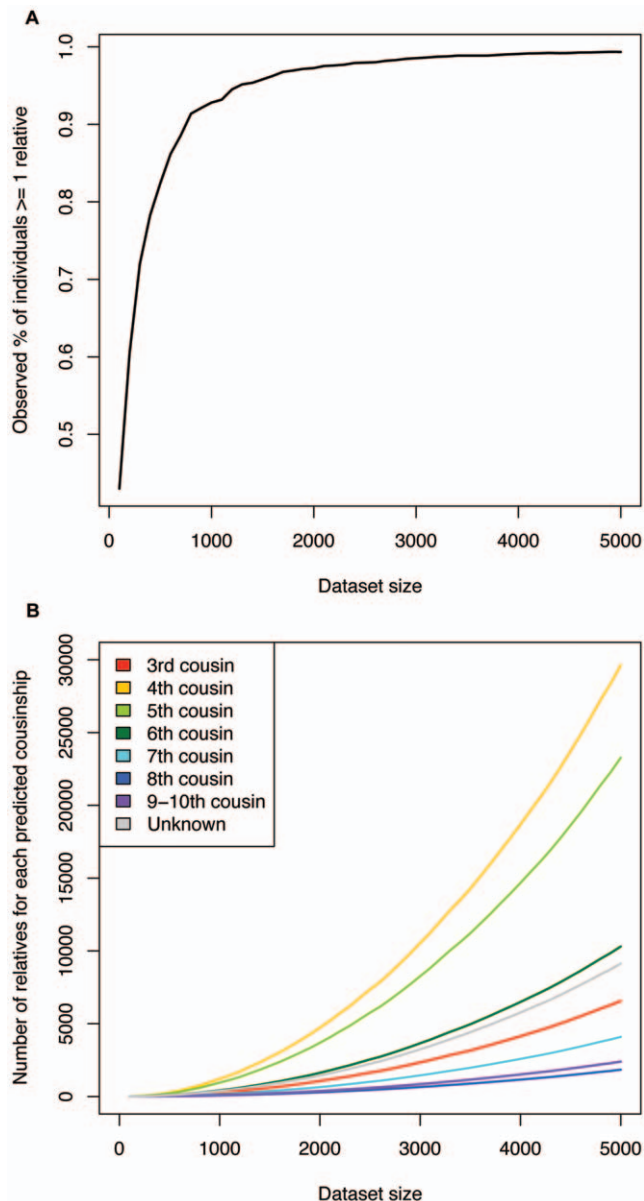 A
Observed % of individuals >= 1 relative
1.0
0.9
0.8
0.7
0.6
0.5
0 1000 2000 3000 4000 5000
Dataset size
B
Number of relatives for each predicted cousinship
30000
25000
20000
15000
10000
5000
0
3rd cousin
4th cousin
5th cousin
6th cousin
7th cousin
8th cousin
9−10th cousin
Unknown
0 1000 2000 3000 4000 5000
Dataset size